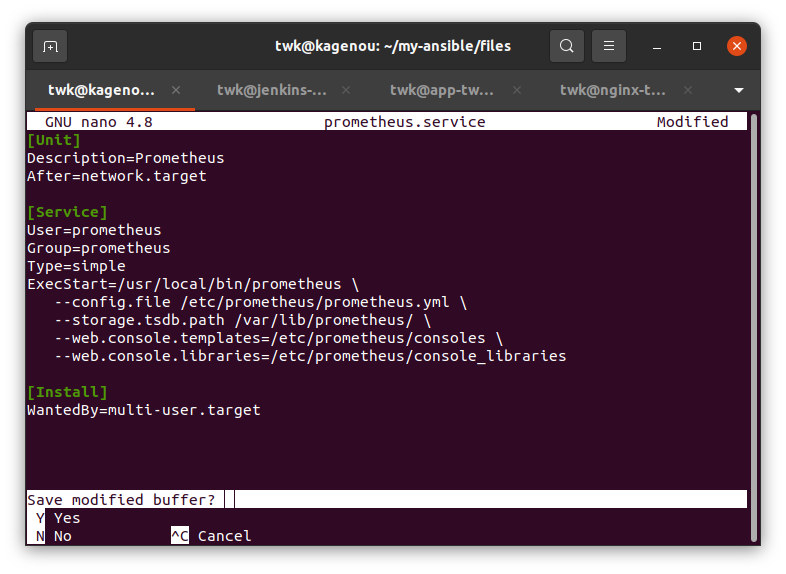 twk@kagenou: ~/my-ansible/files
twk@kageno... × twk@jenkins-... × twk@app-tw... × twk@nginx-t... ×
GNU nano 4.8 prometheus.service Modified
[Unit]
Description=Prometheus
After=network.target
[Service]
User=prometheus
Group=prometheus
Type=simple
ExecStart=/usr/local/bin/prometheus \
--config.file /etc/prometheus/prometheus.yml \
--storage.tsdb.path /var/lib/prometheus/ \
--web.console.templates=/etc/prometheus/consoles \
--web.console.libraries=/etc/prometheus/console_libraries
[Install]
WantedBy=multi-user.target
Save modified buffer?
Y Yes
N No ^C Cancel